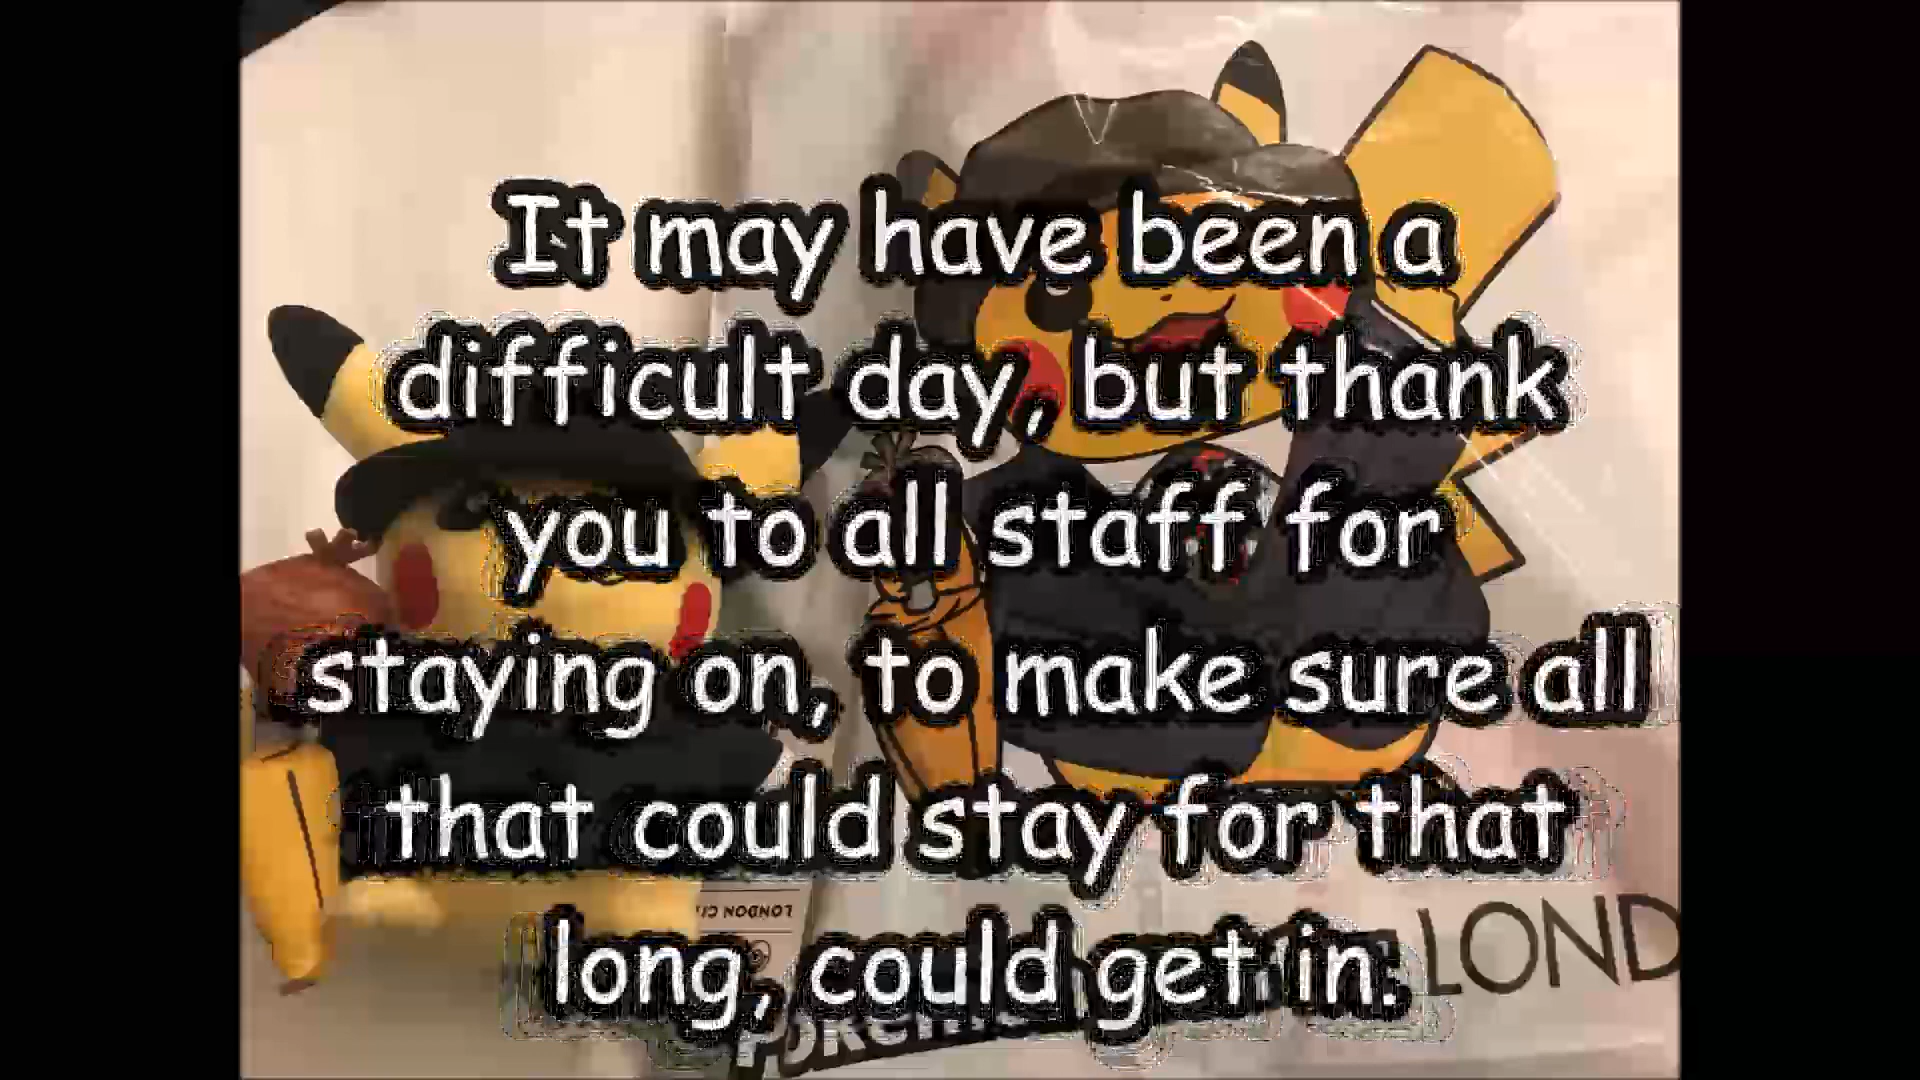 It may have been a
difficult day, but thank
you to all staff for
staying on, to make sure all
that could stay for that
long, could get in.
LONDON
LOND